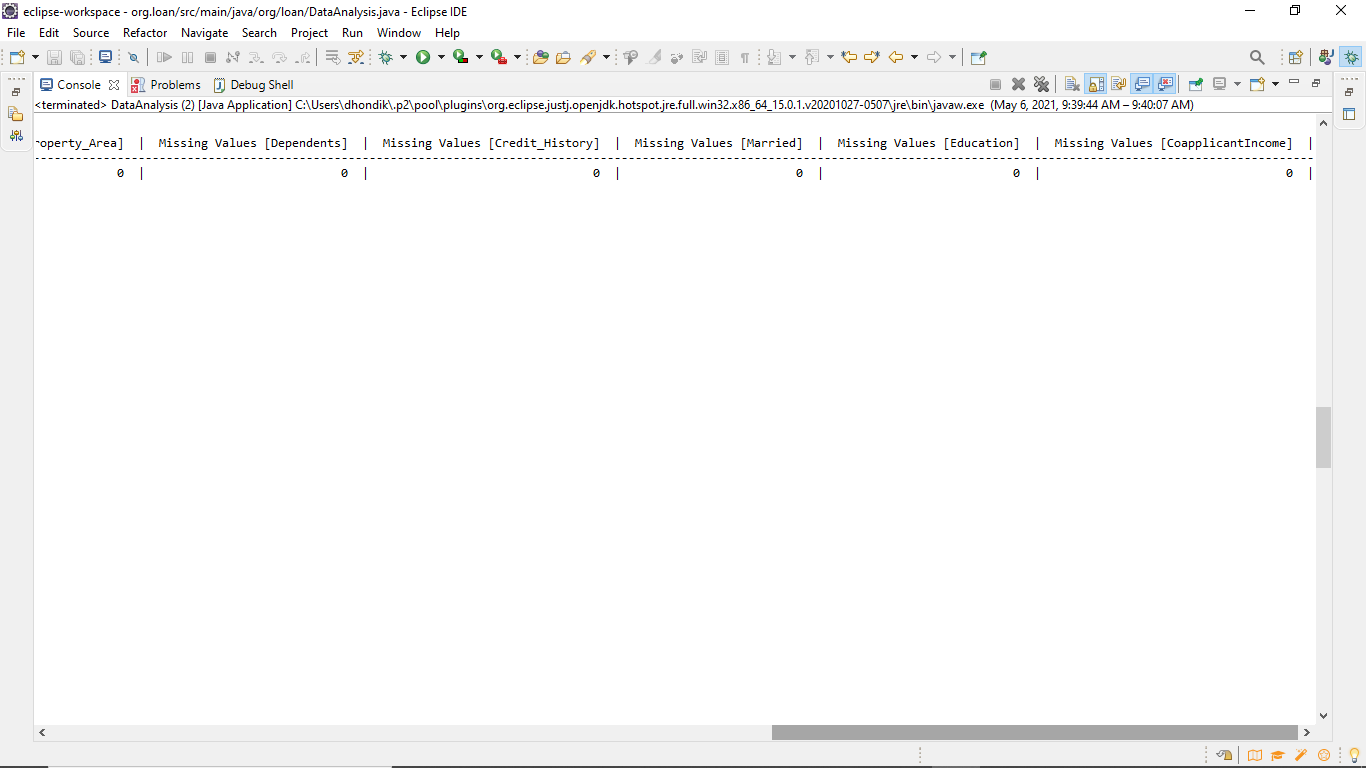 eclipse-workspace - org.loan/src/main/java/org/loan/DataAnalysis.java - Eclipse IDE
File Edit Source Refactor Navigate Search Project Run Window Help
Console Problems Debug Shell
<terminated> DataAnalysis (2) [Java Application] C:\Users\dhondik\.p2\pool\plugins\org.eclipse.justj.openjdk.hotspot.jre.full.win32.x86_64_15.0.1.v20201027-0507\jre\bin\javaw.exe (May 6, 2021, 9:39:44 AM – 9:40:07 AM)
roperty_Area] | Missing Values [Dependents] | Missing Values [Credit_History] | Missing Values [Married] | Missing Values [Education] | Missing Values [CoapplicantIncome] |
0 | 0 | 0 | 0 | 0 | 0 |